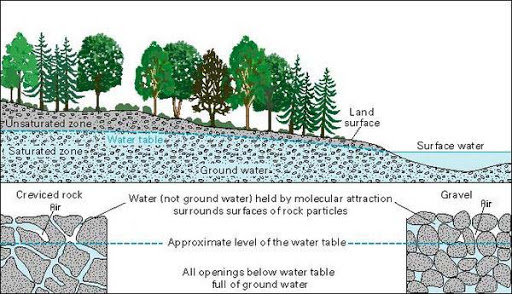 Land
surface
Unsaturated zone
Water table
Surface water
Saturated zone
Ground water
Creviced rock
Air
Water (not ground water) held by molecular attraction
surrounds surfaces of rock particles
Gravel
Air
Approximate level of the water table
All openings below water table
full of ground water